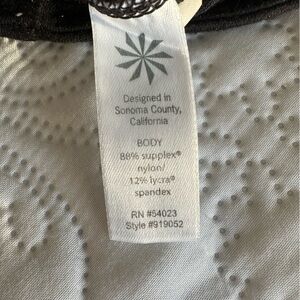 Designed in
Sonoma County,
California
BODY
88% supplex®
nylon/
12% lycra®
spandex
RN #54023
Style #919052